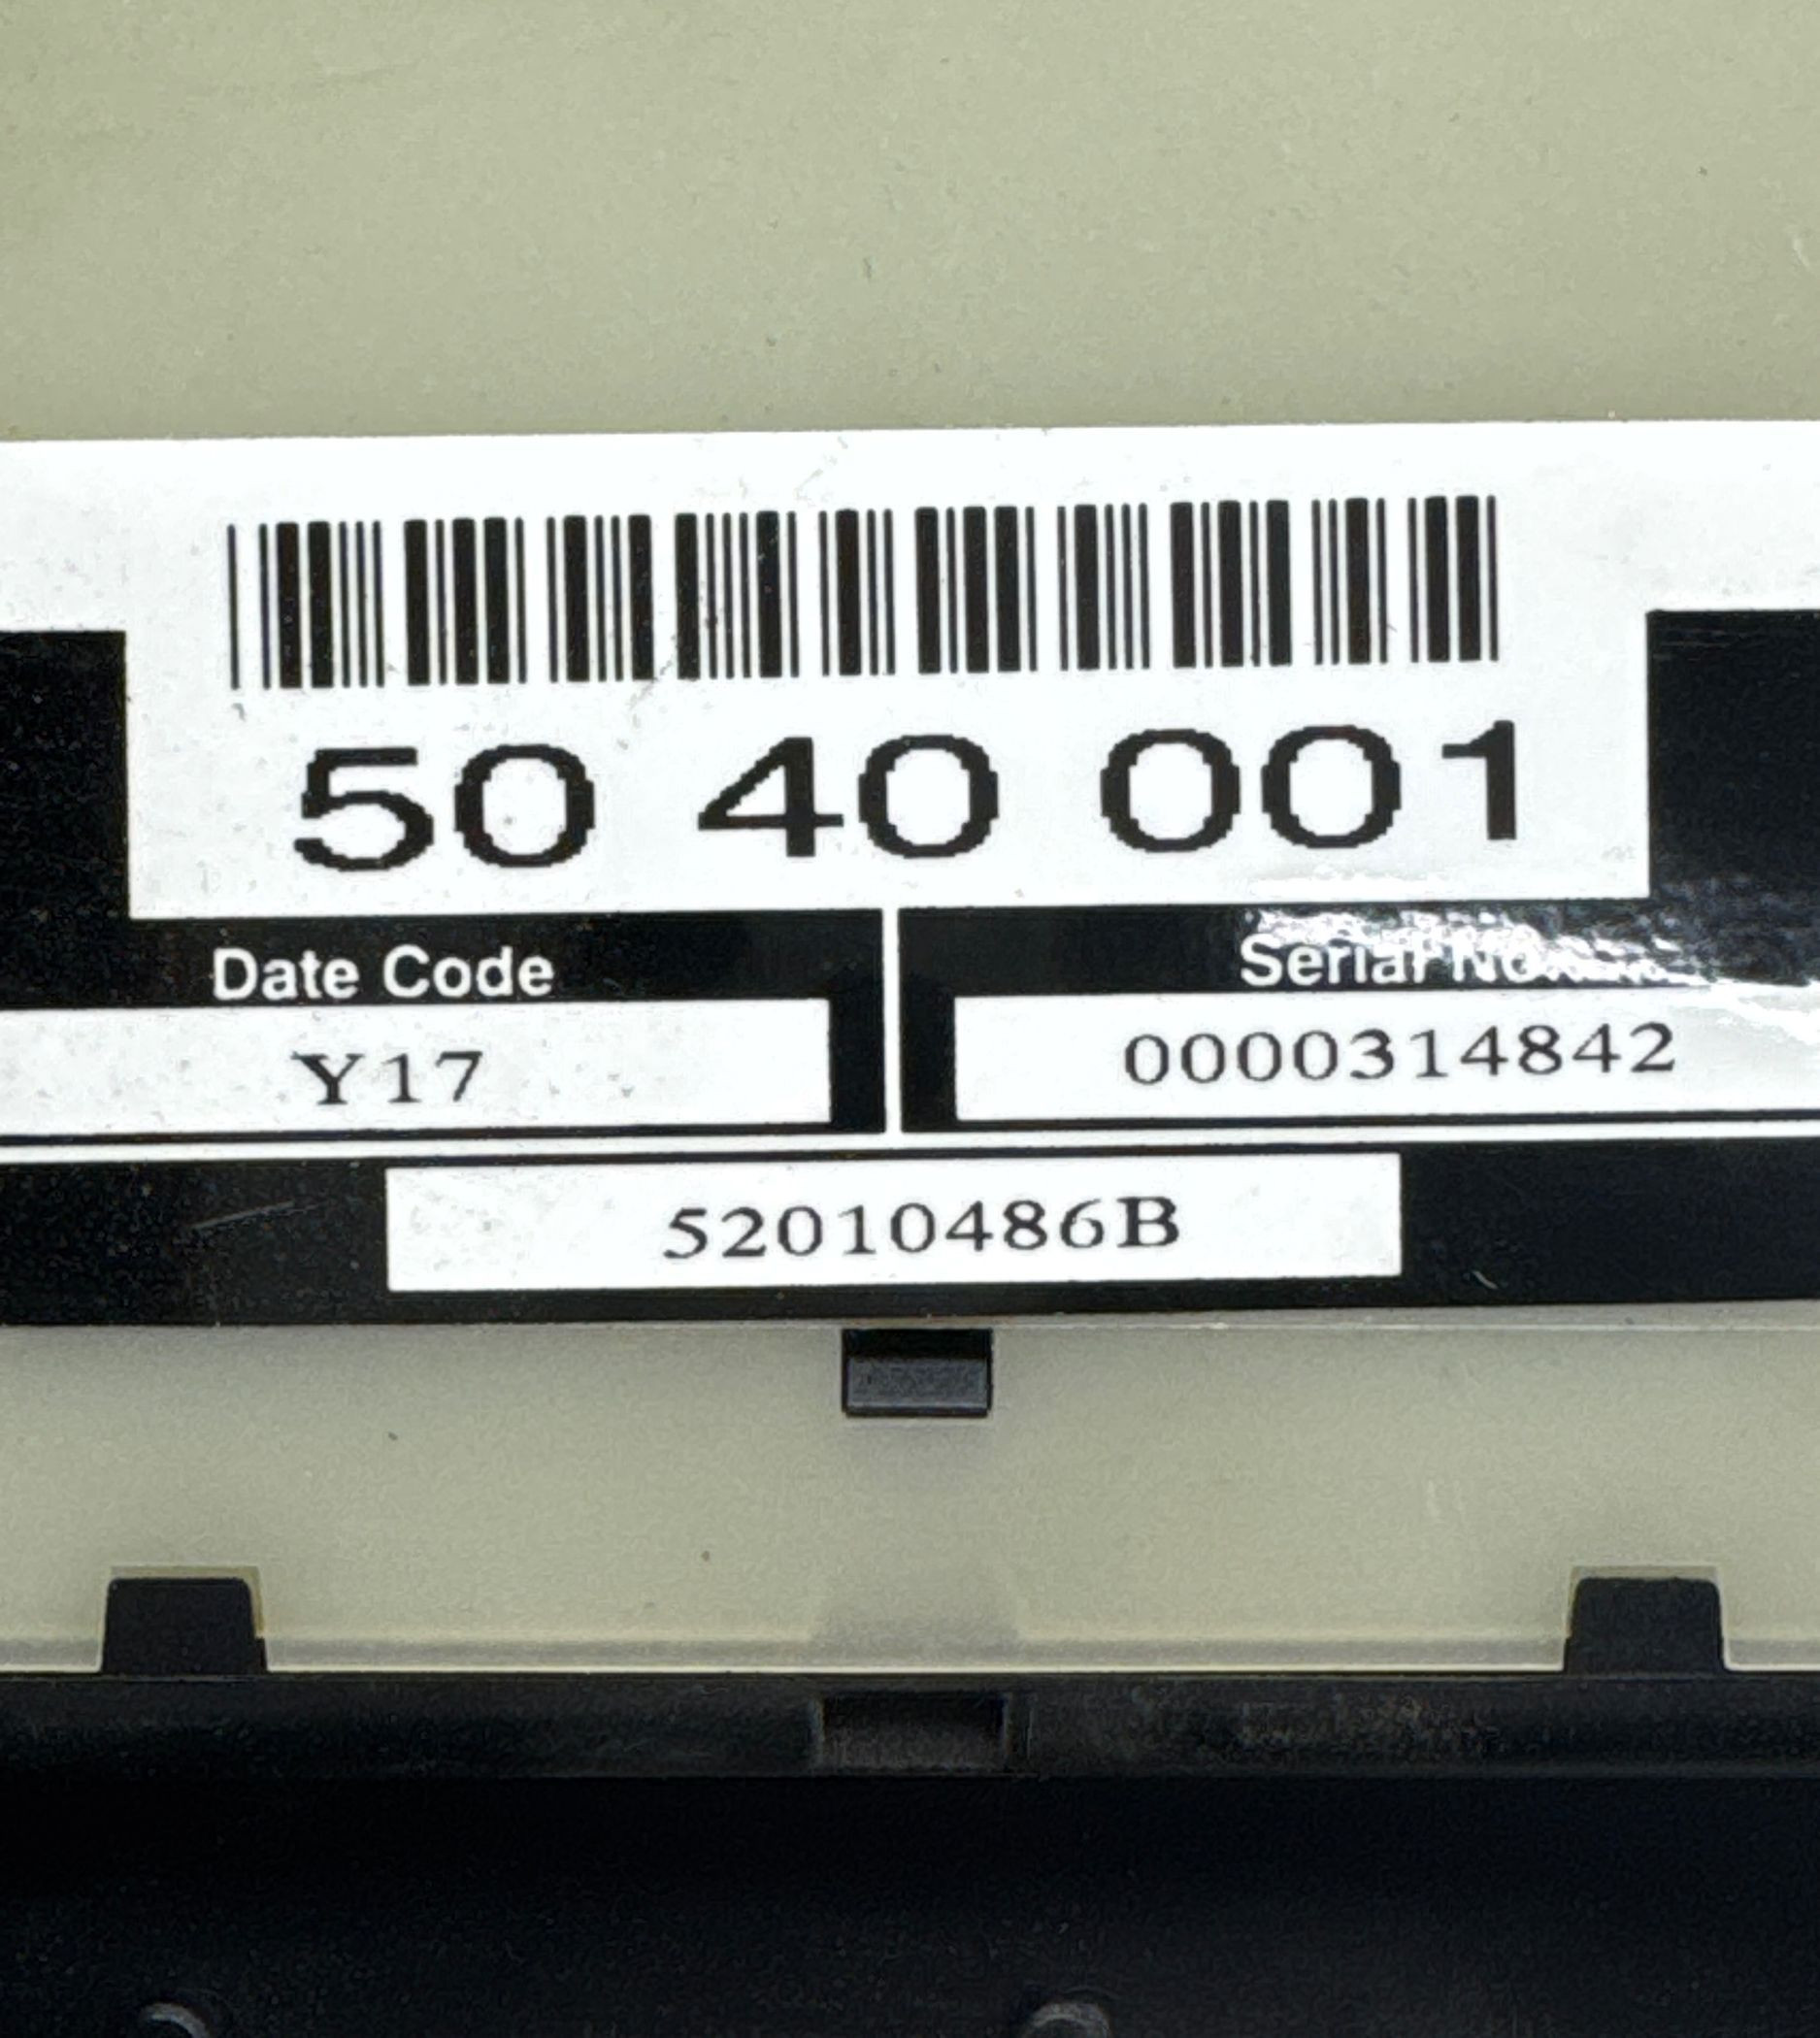 50 40 001
Date Code
Serial No.
Y17
0000314842
52010486B